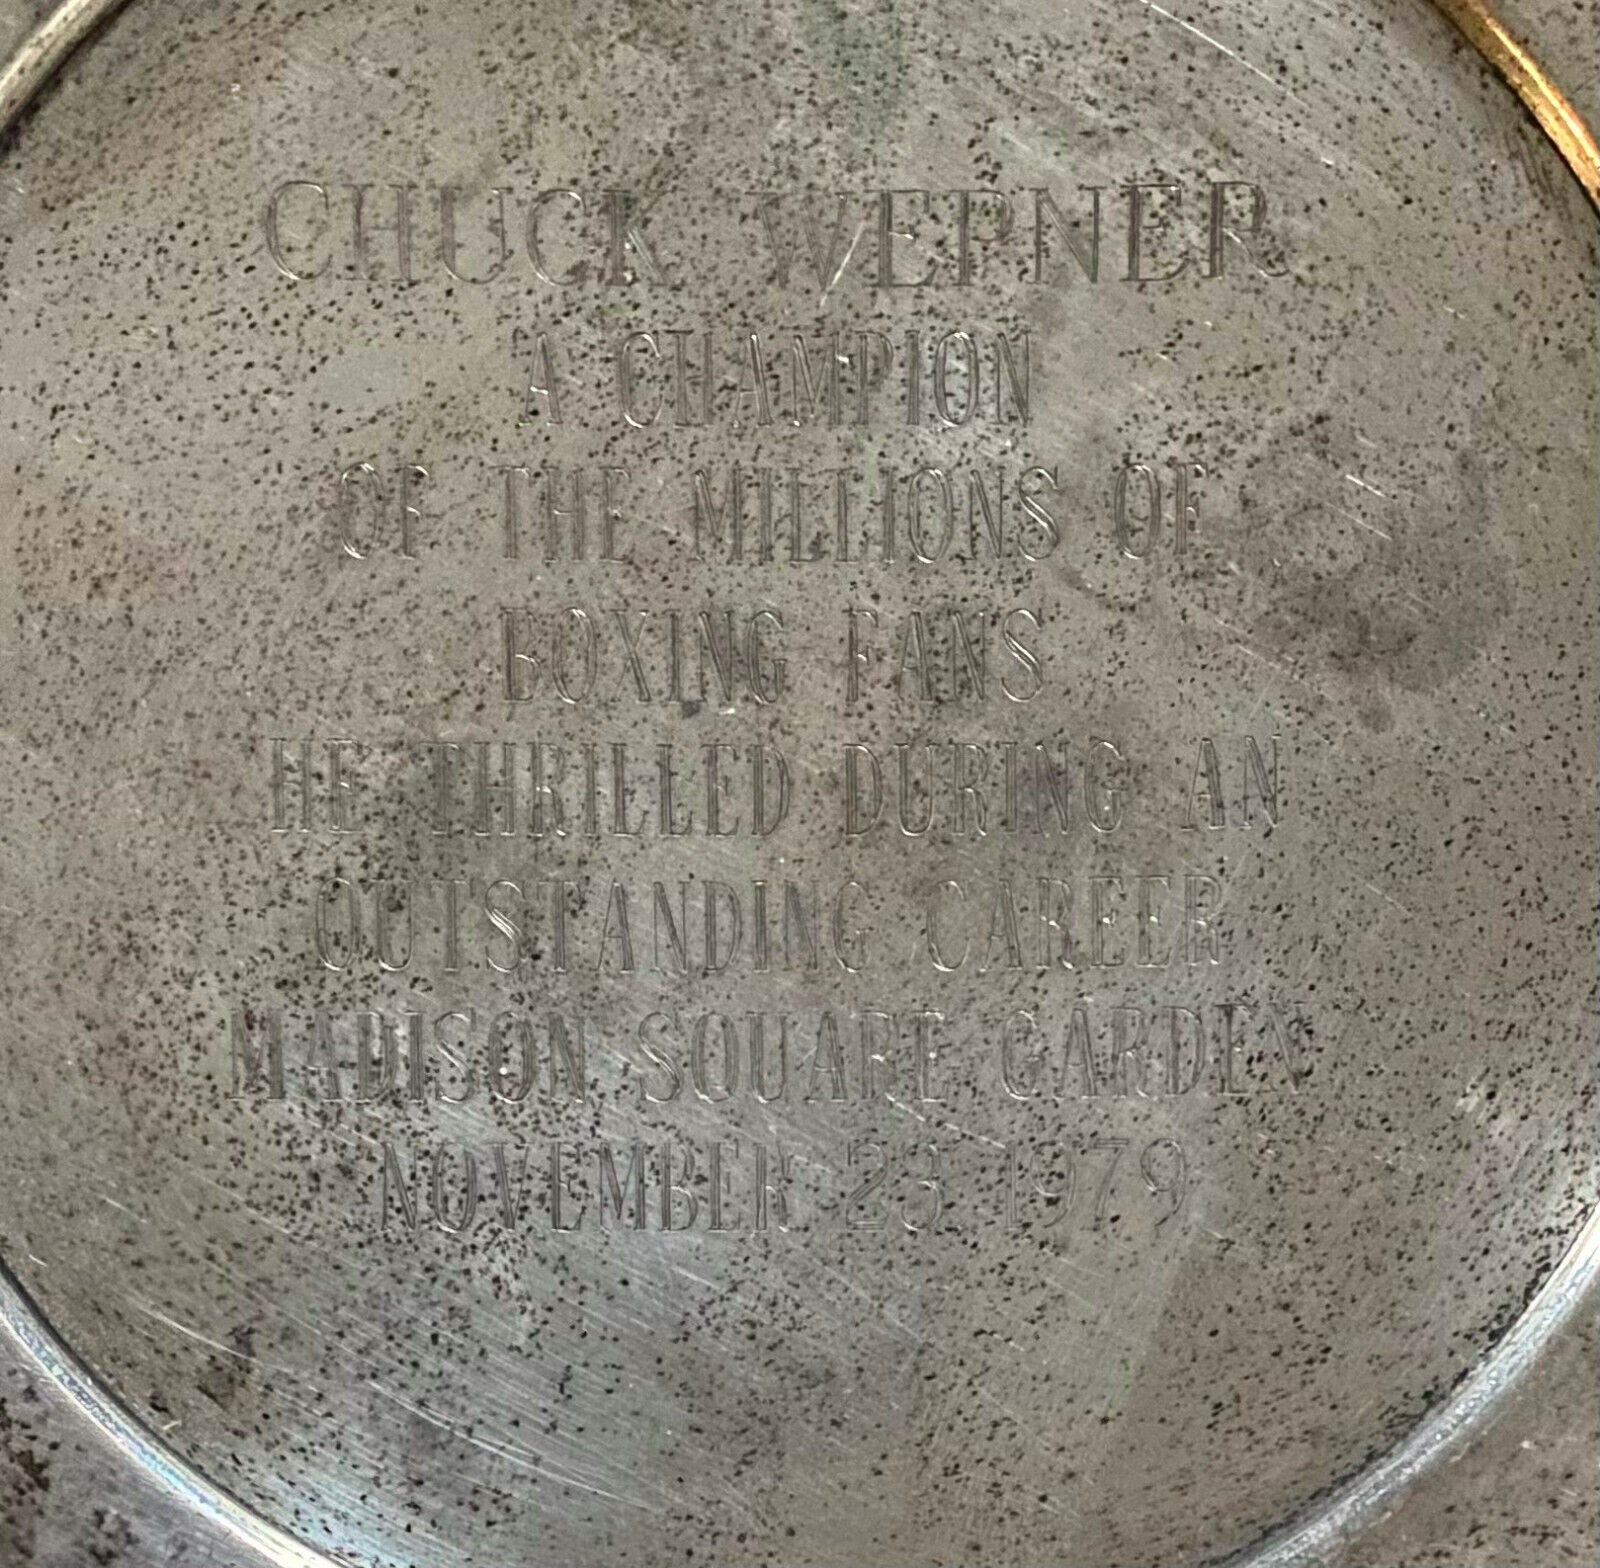 CHUCK WEPNER
A CHAMPION
OF THE MILLIONS OF
BOXING FANS
HE THRILLED DURING AN
OUTSTANDING CAREER
MADISON SQUARE GARDEN
NOVEMBER 23 1979